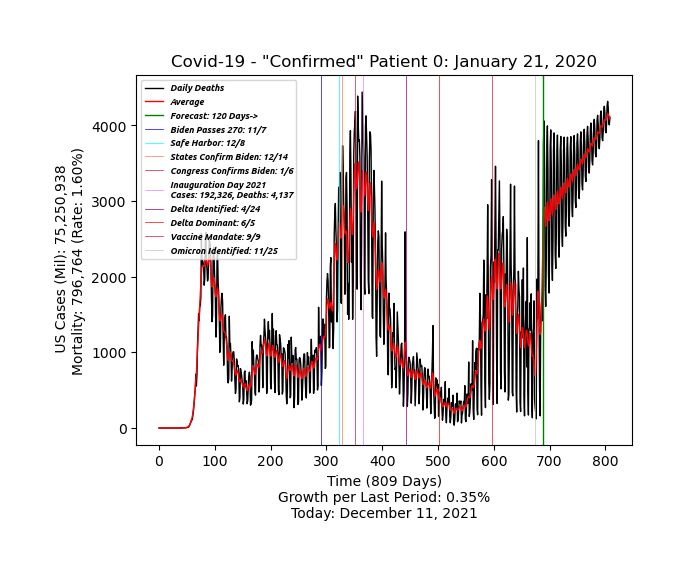 Covid-19 - "Confirmed" Patient 0: January 21, 2020
Daily Deaths
Average
Forecast: 120 Days->
Biden Passes 270: 11/7
Safe Harbor: 12/8
States Confirm Biden: 12/14
Congress Confirms Biden: 1/6
Inauguration Day 2021
Cases: 192,326, Deaths: 4,137
Delta Identified: 4/24
Delta Dominant: 6/5
Vaccine Mandate: 9/9
Omicron Identified: 11/25
US Cases (Mil): 75,250,938
Mortality: 796,764 (Rate: 1.60%)
4000
3000
2000
1000
0
0 100 200 300 400 500 600 700 800
Time (809 Days)
Growth per Last Period: 0.35%
Today: December 11, 2021